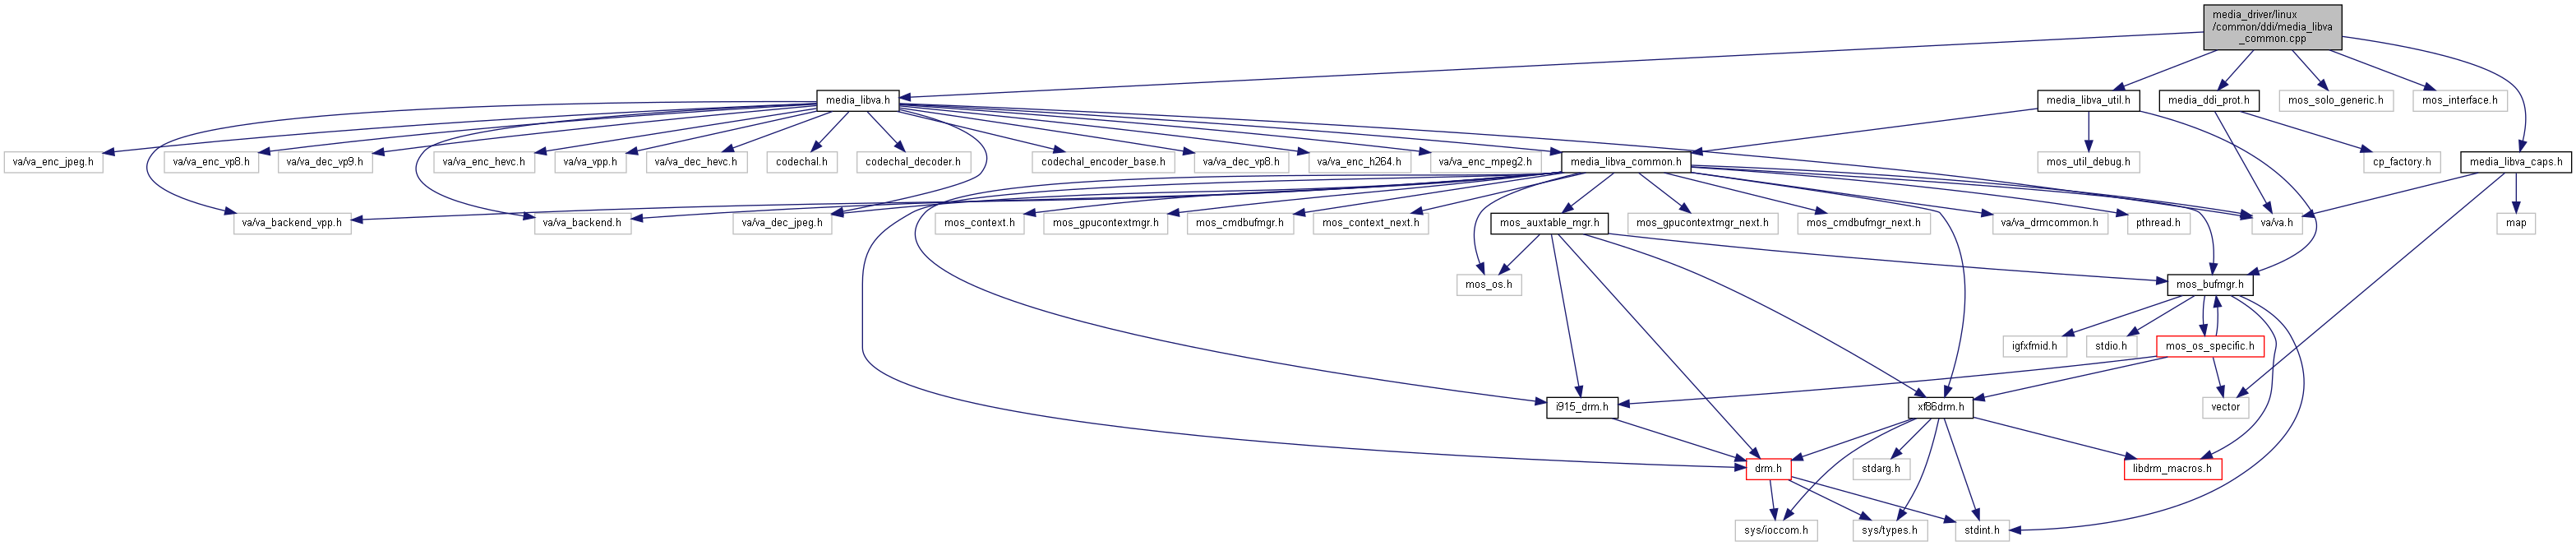 media_driver/linux
/common/ddi/media_libva
_common.cpp
media_libva.h
media_libva_util.h
media_ddi_prot.h
mos_solo_generic.h
mos_interface.h
va/va_enc_jpeg.h
va/va_enc_vp8.h
va/va_dec_vp9.h
va/va_enc_hevc.h
va/va_vpp.h
va/va_dec_hevc.h
codechal.h
codechal_decoder.h
codechal_encoder_base.h
va/va_dec_vp8.h
va/va_enc_h264.h
va/va_enc_mpeg2.h
media_libva_common.h
mos_util_debug.h
cp_factory.h
media_libva_caps.h
va/va_backend_vpp.h
va/va_backend.h
va/va_dec_jpeg.h
mos_context.h
mos_gpucontextmgr.h
mos_cmdbufmgr.h
mos_context_next.h
mos_auxtable_mgr.h
mos_gpucontextmgr_next.h
mos_cmdbufmgr_next.h
va/va_drmcommon.h
pthread.h
va/va.h
map
mos_os.h
mos_bufmgr.h
igfxfmid.h
stdio.h
mos_os_specific.h
i915_drm.h
xf86drm.h
vector
drm.h
stdarg.h
libdrm_macros.h
sys/ioccom.h
sys/types.h
stdint.h